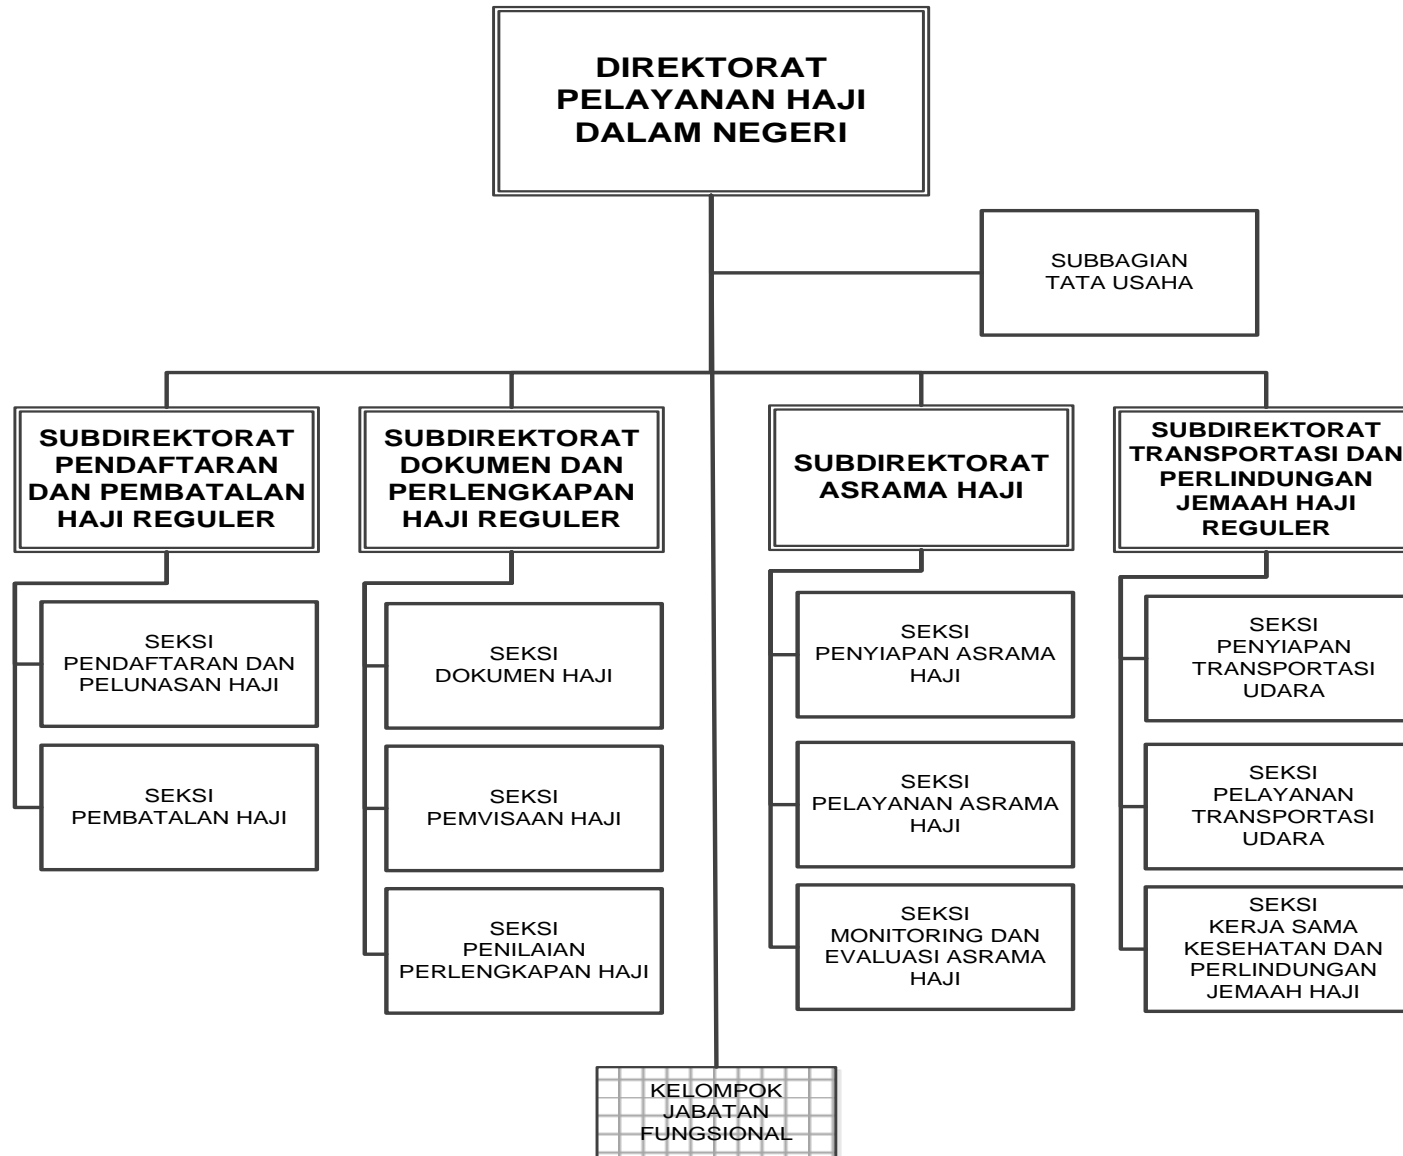 DIREKTORAT
PELAYANAN HAJI
DALAM NEGERI
SUBBAGIAN
TATA USAHA
SUBDIREKTORAT
PENDAFTARAN
DAN PEMBATALAN
HAJI REGULER
SUBDIREKTORAT
DOKUMEN DAN
PERLENGKAPAN
HAJI REGULER
SUBDIREKTORAT
ASRAMA HAJI
SUBDIREKTORAT
TRANSPORTASI DAN
PERLINDUNGAN
JEMAAH HAJI
REGULER
SEKSI
PENDAFTARAN DAN
PELUNASAN HAJI
SEKSI
PEMBATALAN HAJI
SEKSI
DOKUMEN HAJI
SEKSI
PEMVISAAN HAJI
SEKSI
PENILAIAN
PERLENGKAPAN HAJI
SEKSI
PENYIAPAN ASRAMA
HAJI
SEKSI
PELAYANAN ASRAMA
HAJI
SEKSI
MONITORING DAN
EVALUASI ASRAMA
HAJI
SEKSI
PENYIAPAN
TRANSPORTASI
UDARA
SEKSI
PELAYANAN
TRANSPORTASI
UDARA
SEKSI
KERJA SAMA
KESEHATAN DAN
PERLINDUNGAN
JEMAAH HAJI
KELOMPOK
JABATAN
FUNGSIONAL